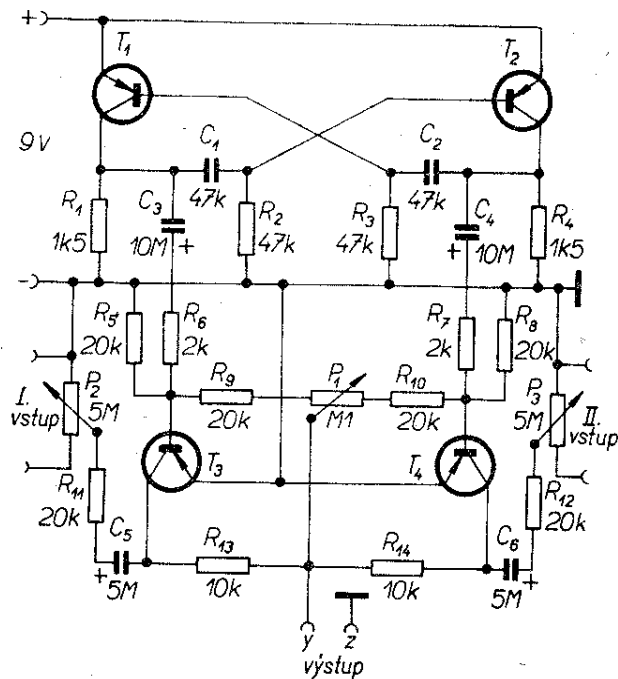 +
T1
T2
9V
C1
47k
C2
47k
R1
1k5
C3
10M
+
R2
47k
R3
47k
C4
+
10M
R4
1k5
-
R5
20k
R6
2k
R7
2k
R8
20k
R9
20k
P1
M1
R10
20k
P2
5M
I.
vstup
P3
5M
II.
vstup
T3
T4
R11
20k
R12
20k
C5
+
5M
R13
10k
R14
10k
C6
+
5M
y
z
výstup